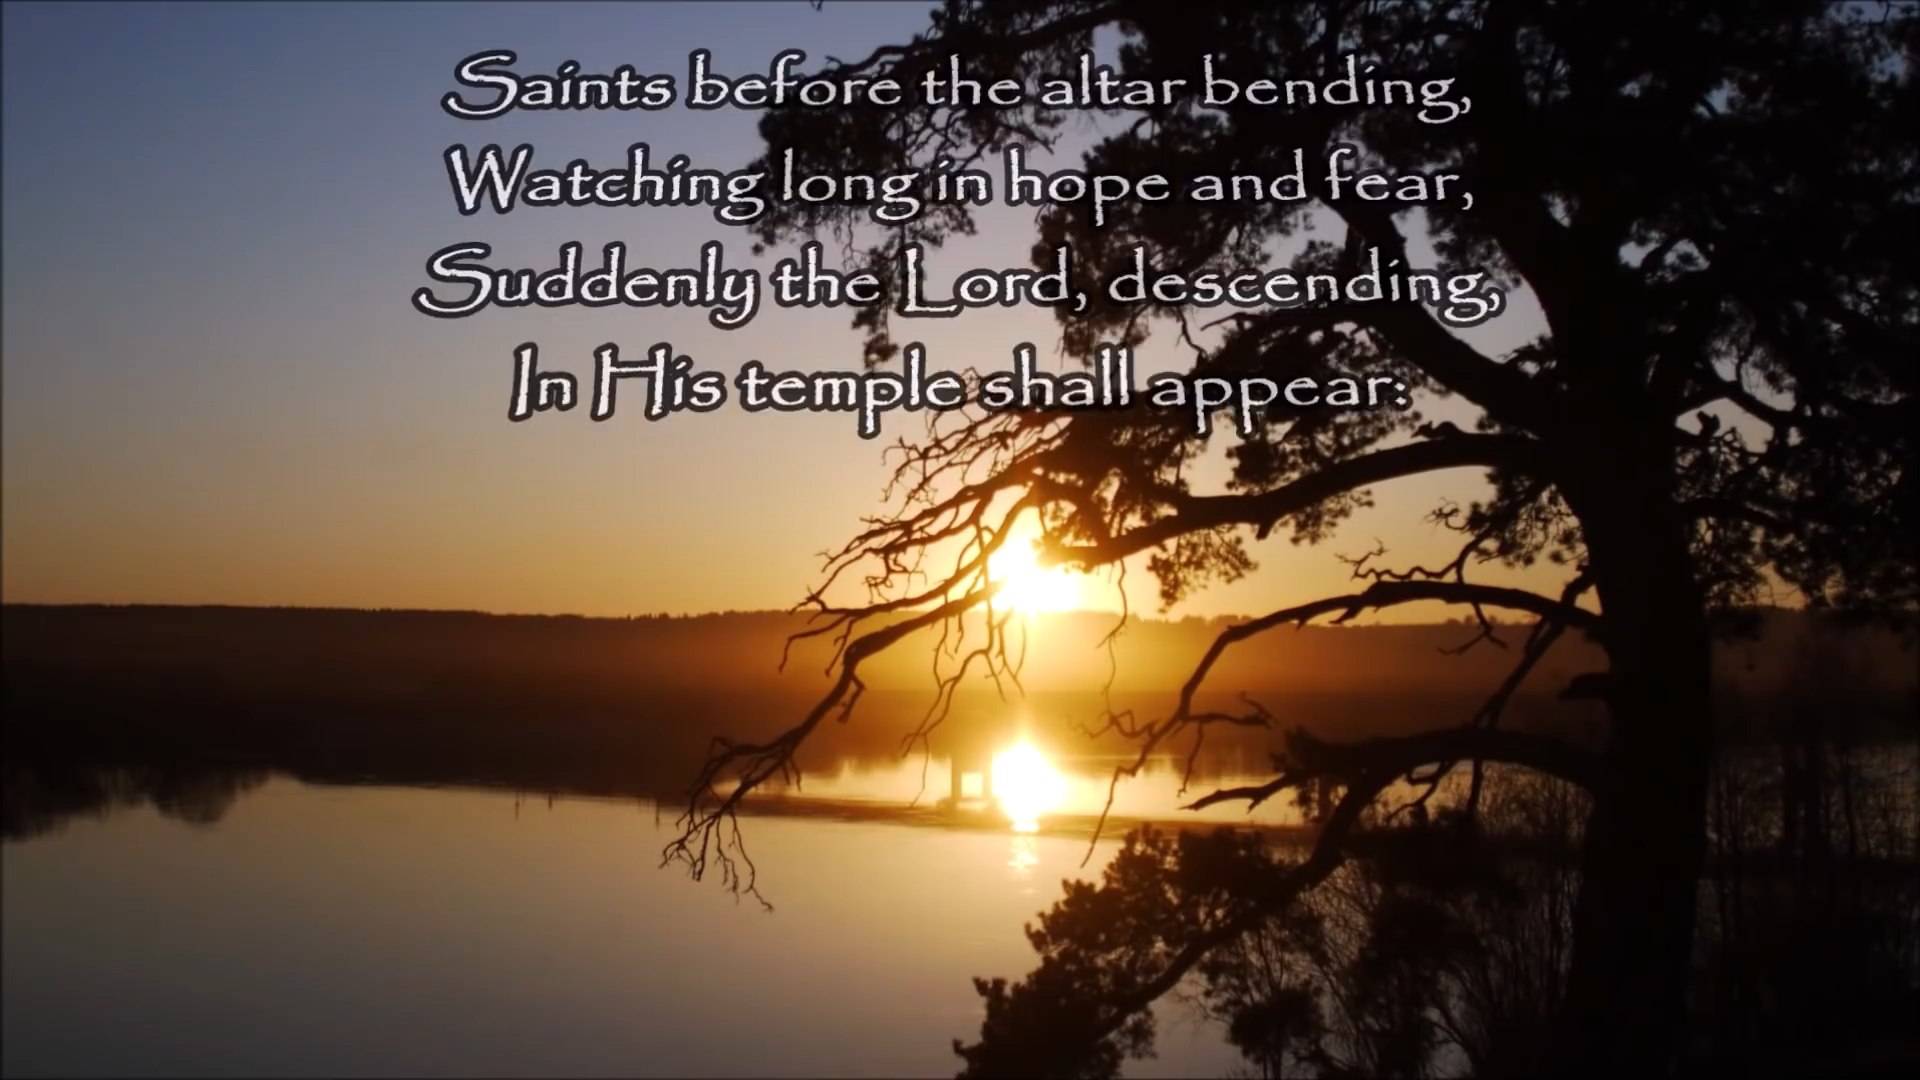 Saints before the altar bending,
Watching long in hope and fear,
Suddenly the Lord, descending,
In His temple shall appear: